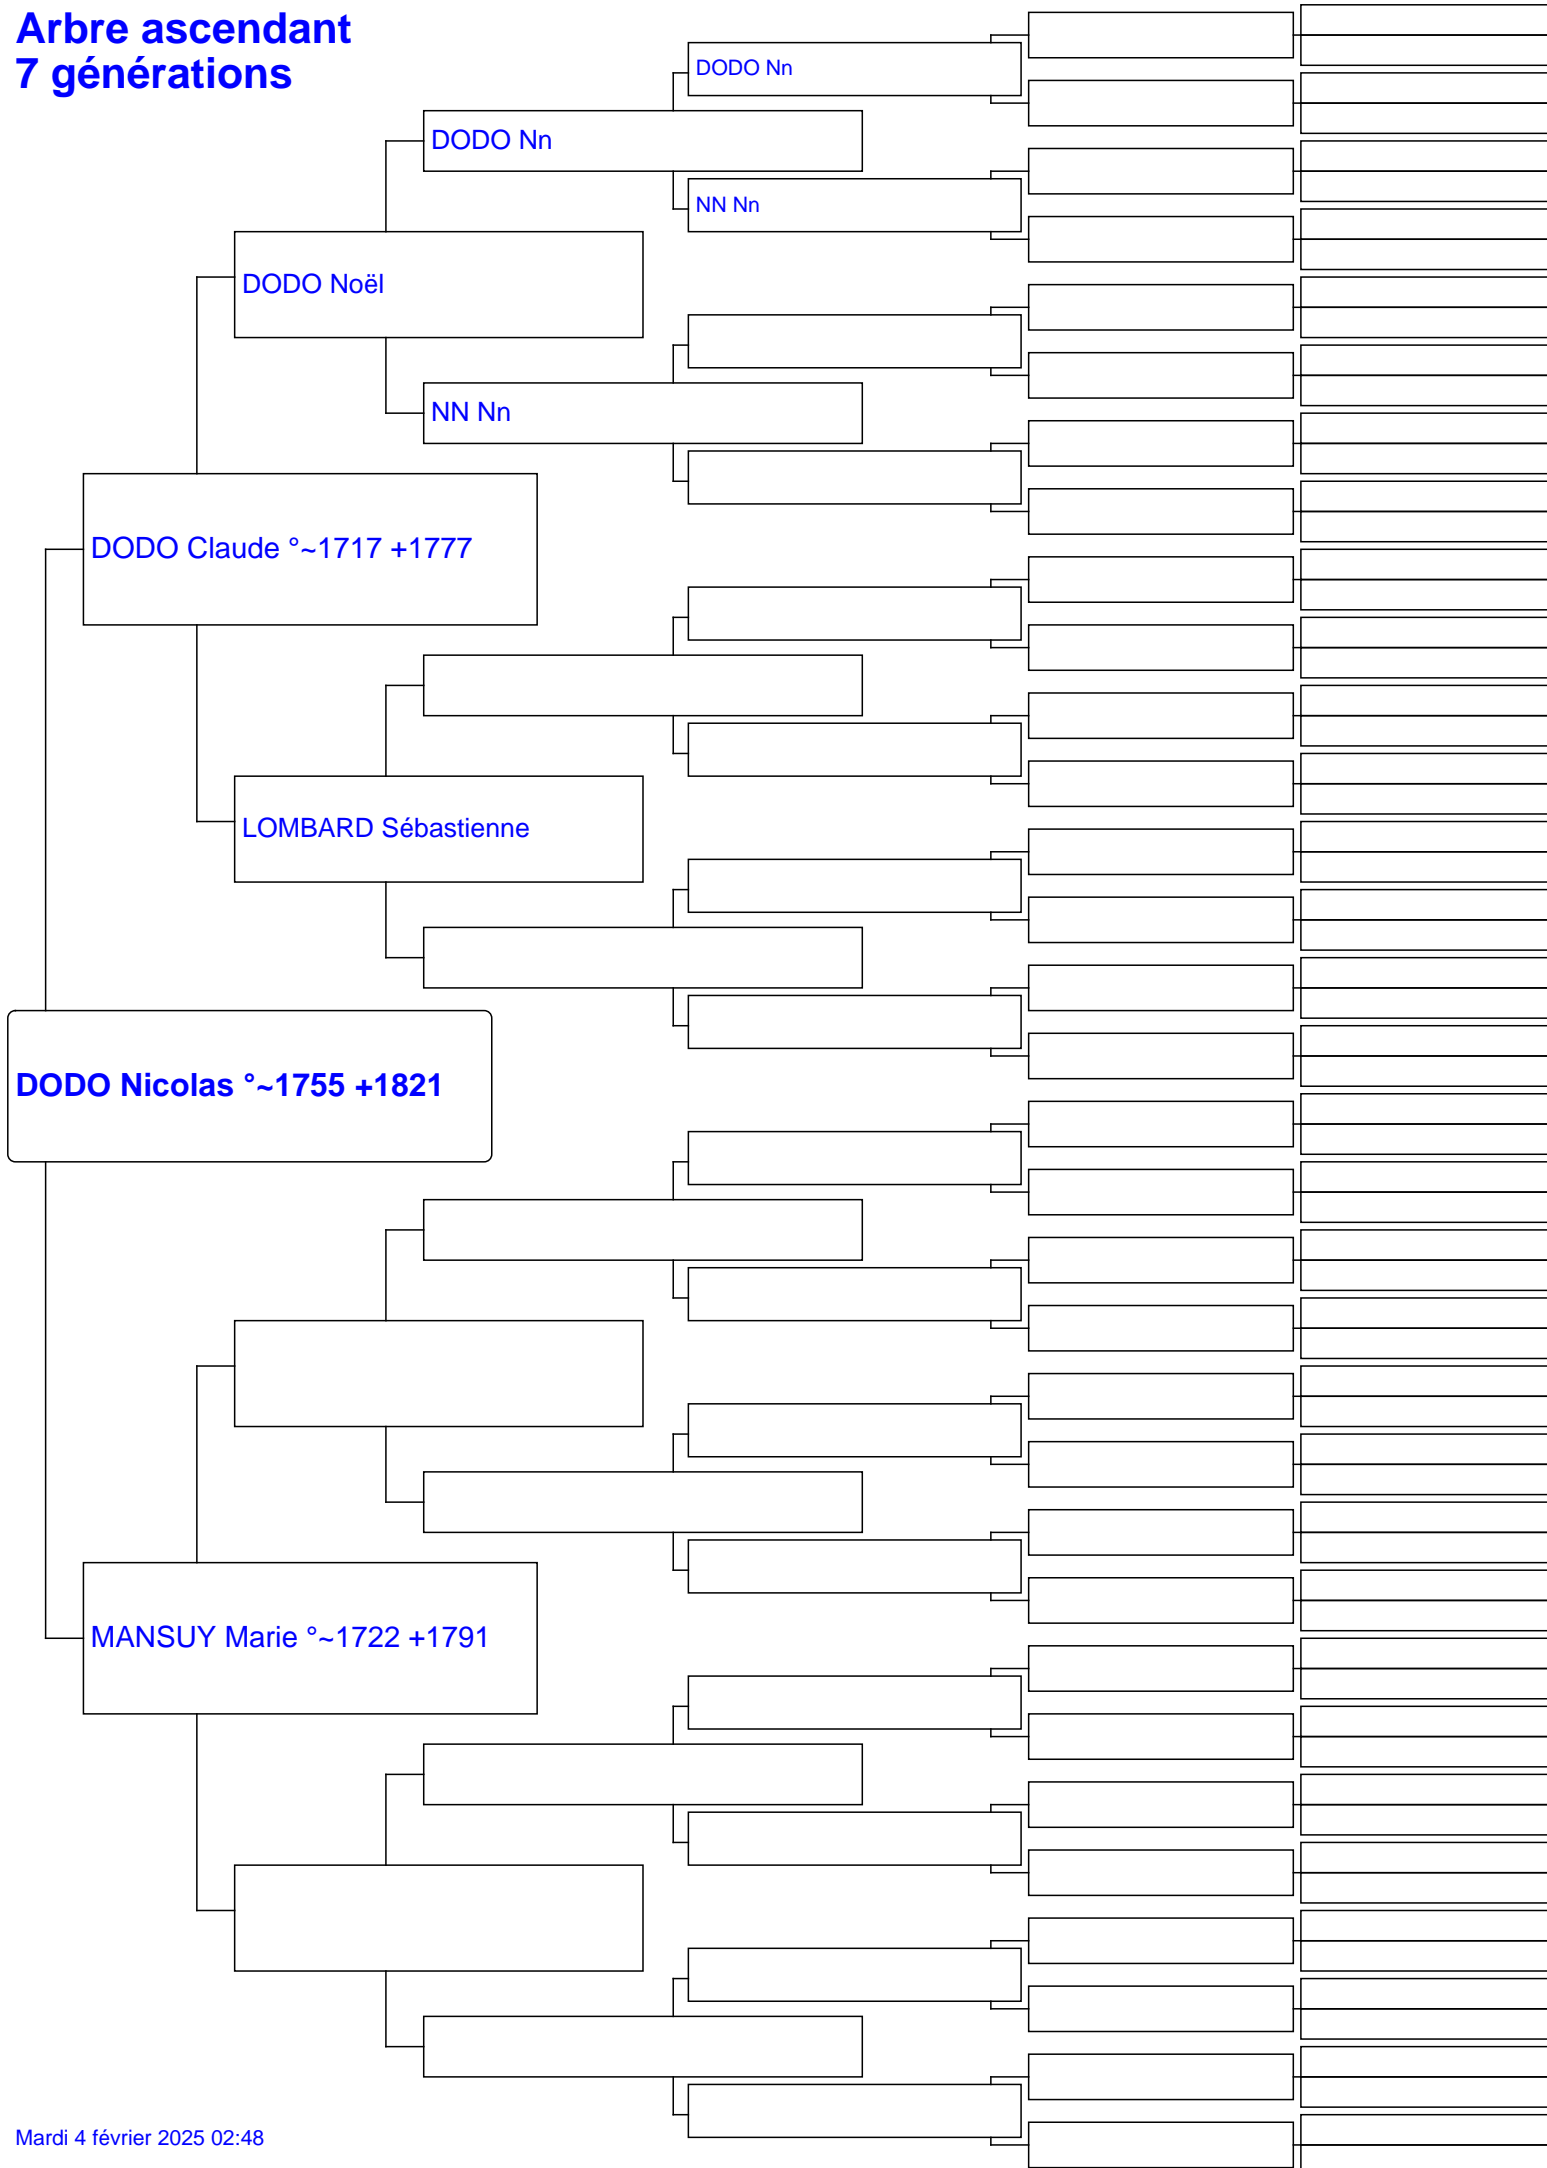 Arbre ascendant
7 générations
DODO Nn
DODO Nn
NN Nn
DODO Noël
NN Nn
DODO Claude °~1717 +1777
LOMBARD Sébastienne
DODO Nicolas °~1755 +1821
MANSUY Marie °~1722 +1791
Mardi 4 février 2025 02:48